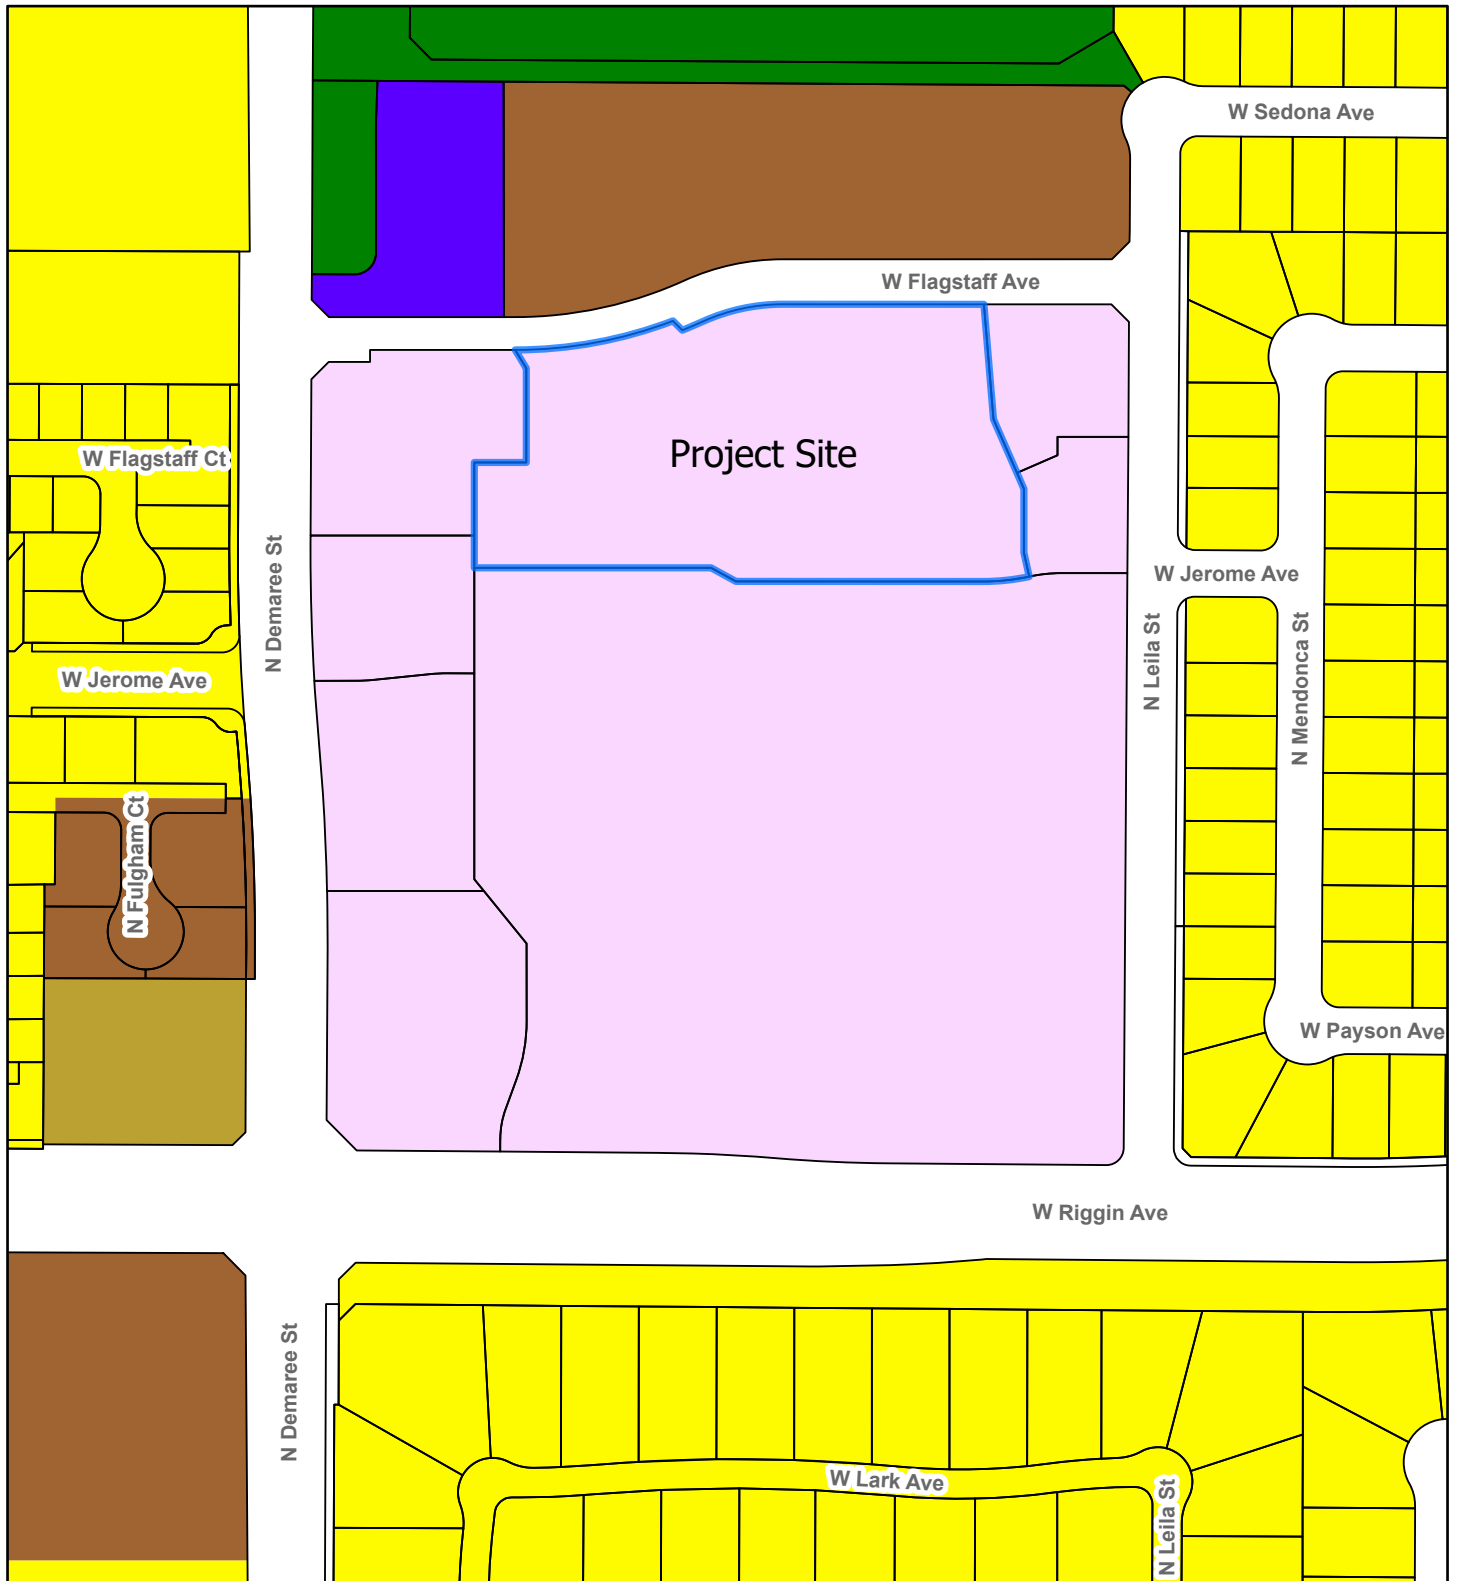 W Sedona Ave
W Flagstaff Ave
Project Site
W Flagstaff Ct
N Demaree St
W Jerome Ave
N Leila St
N Mendonca St
W Jerome Ave
N Fulgham Ct
W Payson Ave
W Riggin Ave
N Demaree St
W Lark Ave
N Leila St